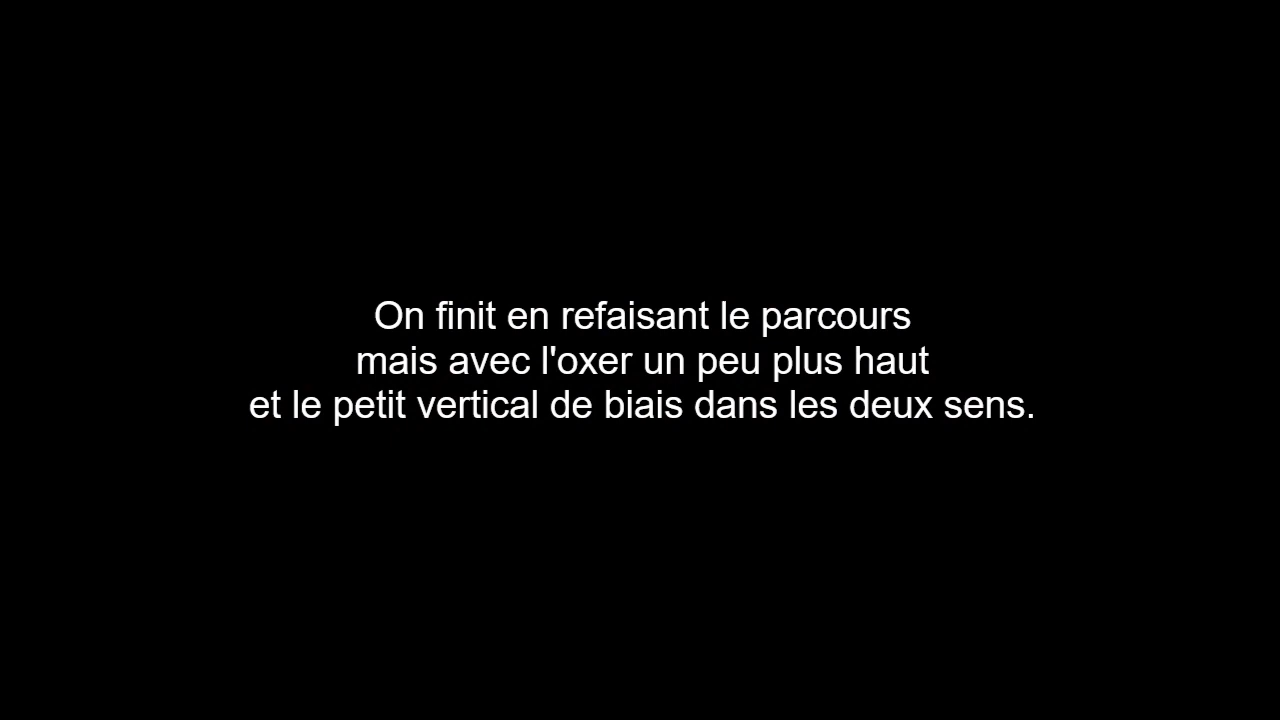 On finit en refaisant le parcours
mais avec l'oxer un peu plus haut
et le petit vertical de biais dans les deux sens.